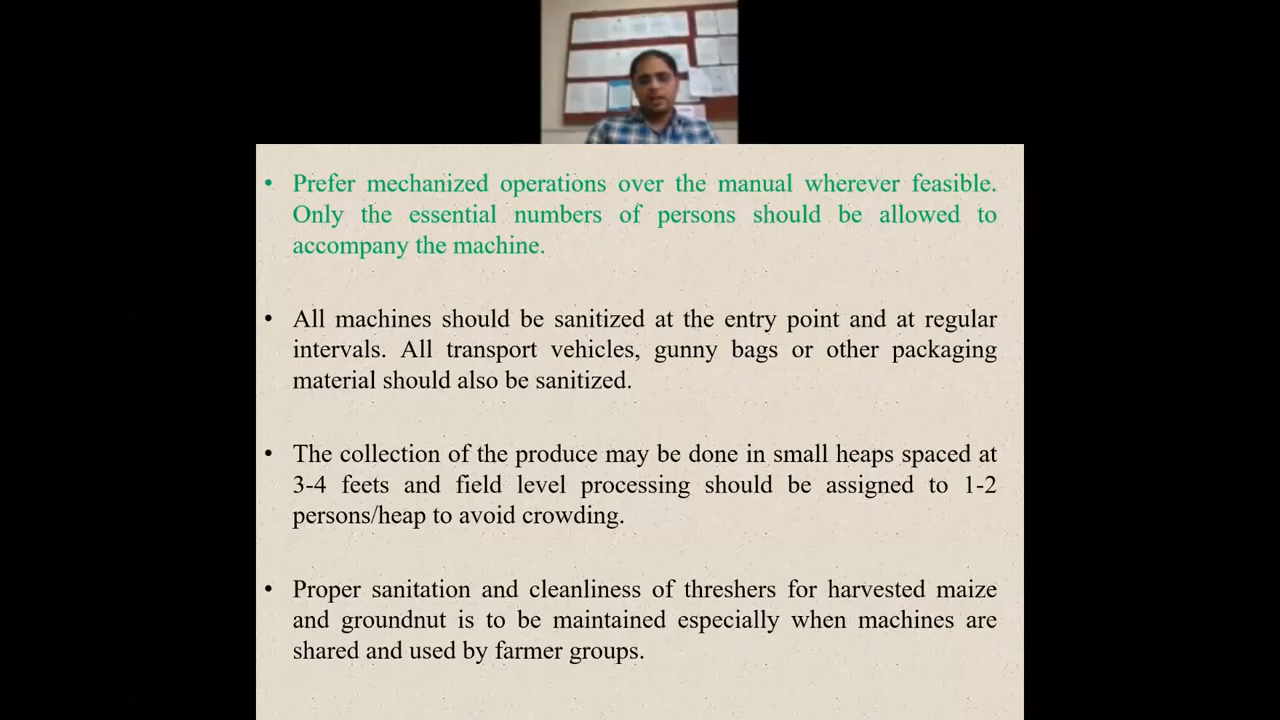 • Prefer mechanized operations over the manual wherever feasible.
Only the essential numbers of persons should be allowed to
accompany the machine.
• All machines should be sanitized at the entry point and at regular
intervals. All transport vehicles, gunny bags or other packaging
material should also be sanitized.
• The collection of the produce may be done in small heaps spaced at
3-4 feets and field level processing should be assigned to 1-2
persons/heap to avoid crowding.
• Proper sanitation and cleanliness of threshers for harvested maize
and groundnut is to be maintained especially when machines are
shared and used by farmer groups.